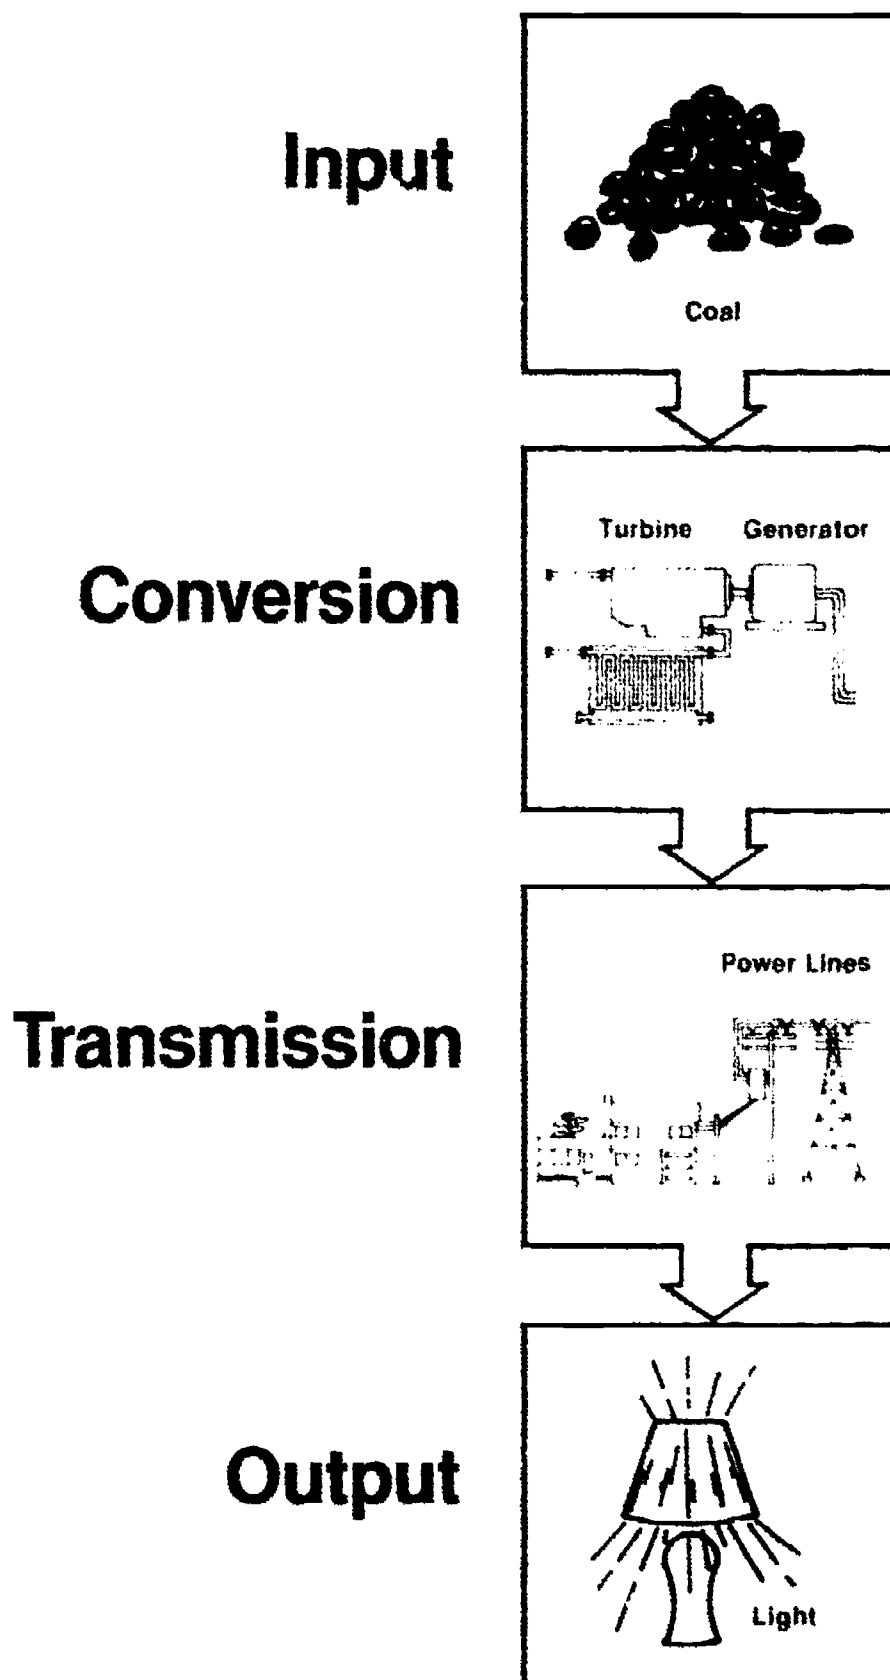 Input
Coal
Conversion
Turbine Generator
Transmission
Power Lines
Output
Light